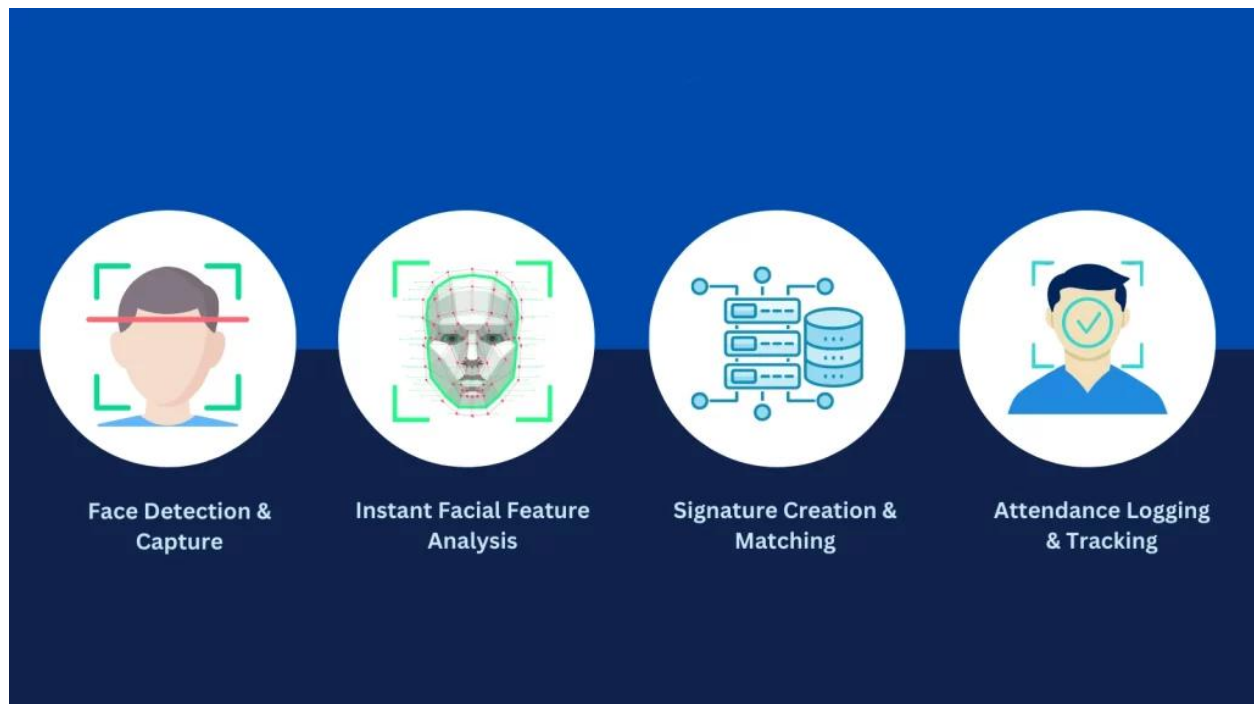 Face Detection &
Capture
Instant Facial Feature
Analysis
Signature Creation &
Matching
Attendance Logging
& Tracking